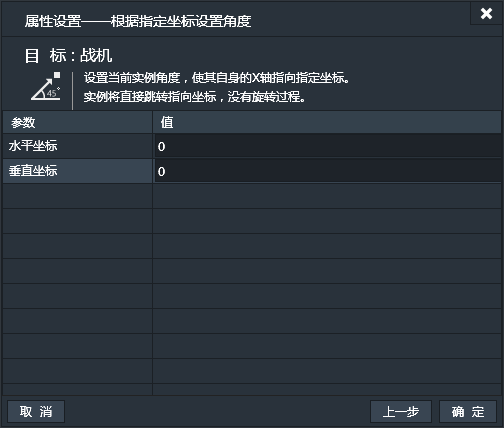 属性设置——根据指定坐标设置角度
目 标：战机
设置当前实例角度，使其自身的X轴指向指定坐标。
45°
实例将直接跳转指向坐标，没有旋转过程。
参数 值
水平坐标 0
垂直坐标 0
取 消 上一步 确 定